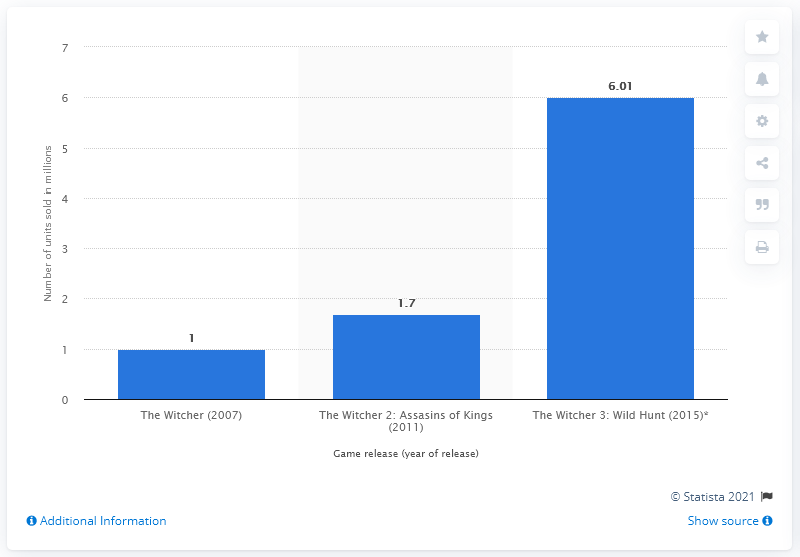 7
6
5
4
3
2
1
0
Number of units sold in millions
1
1.7
6.01
The Witcher (2007)
The Witcher 2: Assasins of Kings
(2011)
The Witcher 3: Wild Hunt (2015)*
Game release (year of release)
© Statista 2021
Additional Information
Show source